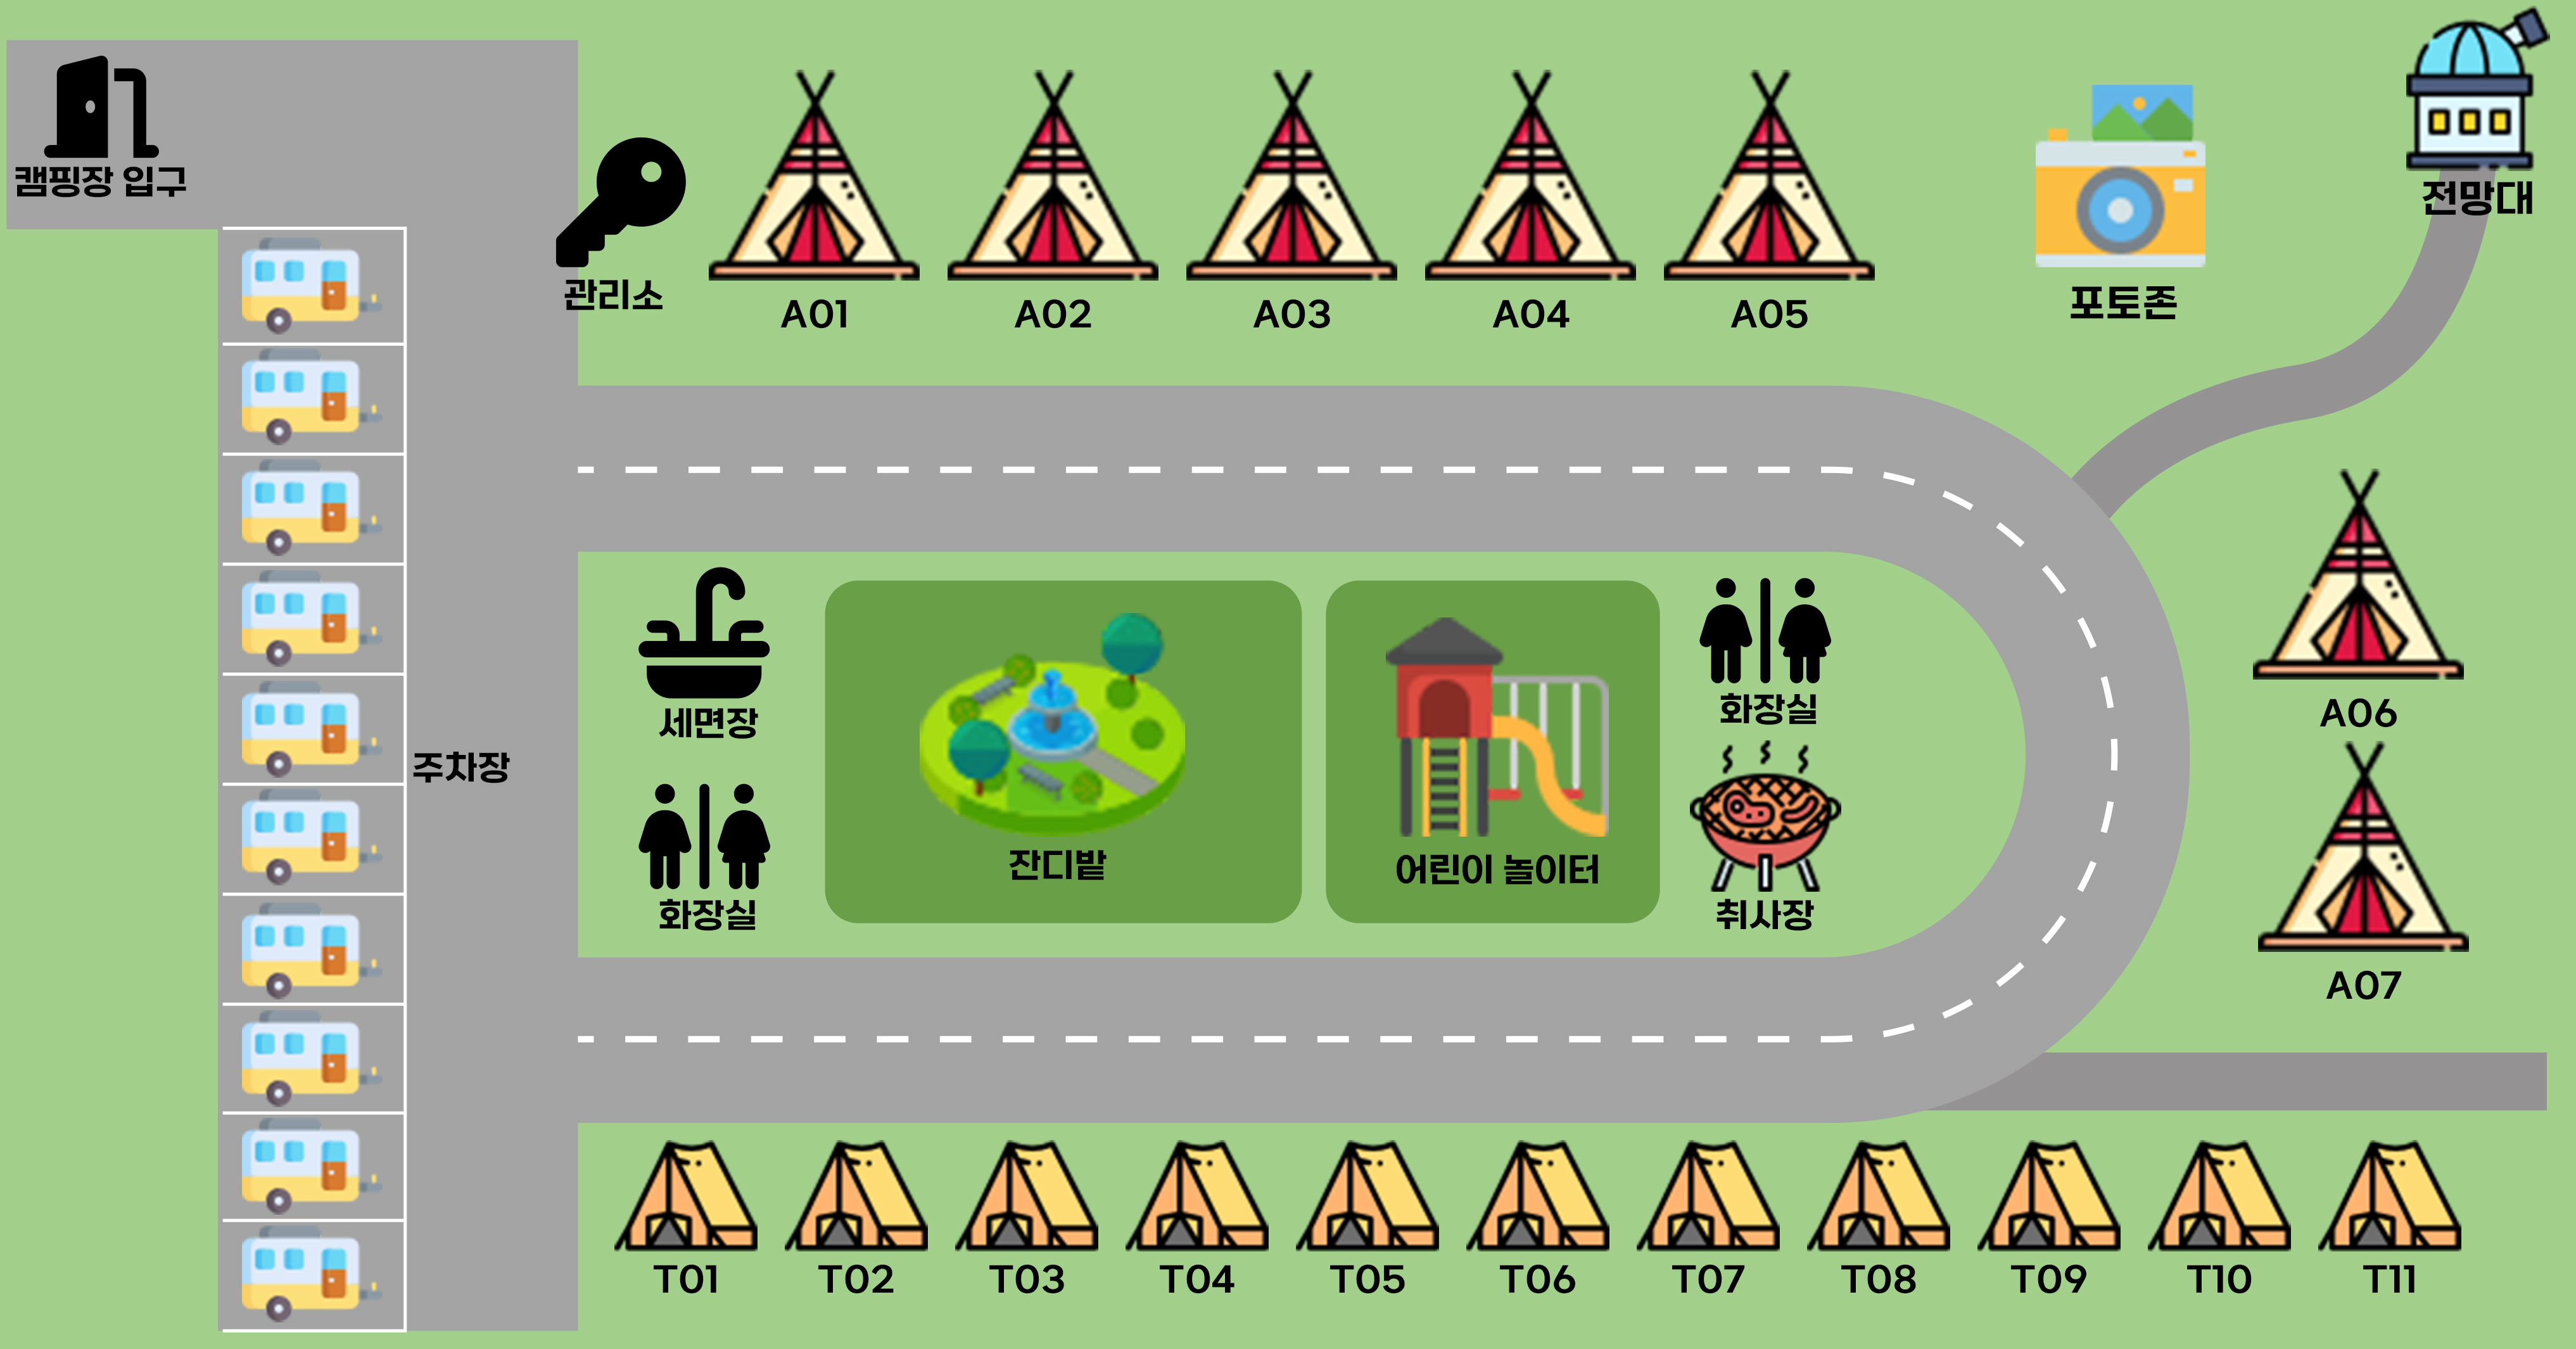 캠핑장 입구
관리소
A01
A02
A03
A04
A05
포토존
전망대
주차장
세면장
화장실
잔디밭
어린이 놀이터
화장실
취사장
A06
A07
T01
T02
T03
T04
T05
T06
T07
T08
T09
T10
T11